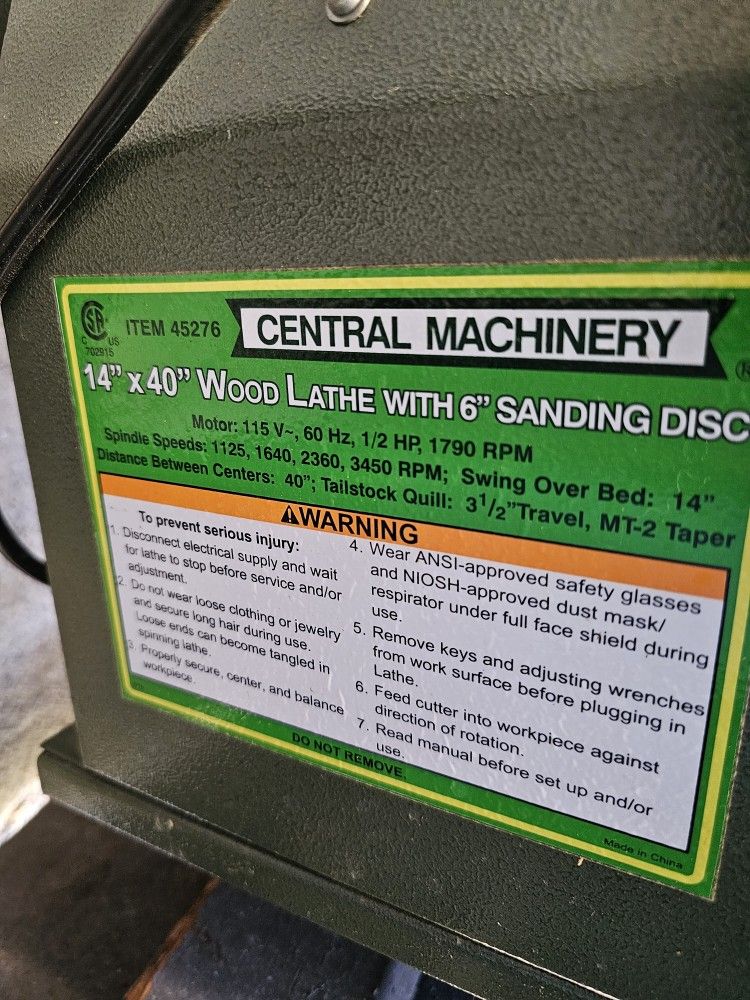 C US
702915
ITEM 45276
CENTRAL MACHINERY
14" x 40" WOOD LATHE WITH 6" SANDING DISC
Motor: 115 V~, 60 Hz, 1/2 HP, 1790 RPM
Spindle Speeds: 1125, 1640, 2360, 3450 RPM; Swing Over Bed: 14"
Distance Between Centers: 40"; Tailstock Quill: 3 1/2"Travel, MT-2 Taper
⚠WARNING
To prevent serious injury:
1. Disconnect electrical supply and wait
for lathe to stop before service and/or
adjustment.
2. Do not wear loose clothing or jewelry
and secure long hair during use.
Loose ends can become tangled in
spinning lathe.
3. Properly secure, center, and balance
workpiece.
4. Wear ANSI-approved safety glasses
and NIOSH-approved dust mask/
respirator under full face shield during
use.
5. Remove keys and adjusting wrenches
from work surface before plugging in
Lathe.
6. Feed cutter into workpiece against
direction of rotation.
7. Read manual before set up and/or
use.
DO NOT REMOVE.
Made in China